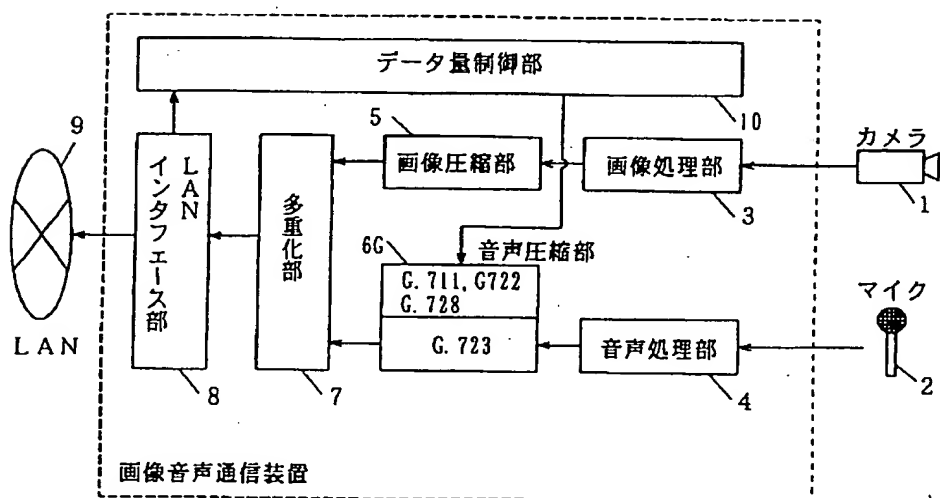 データ量制御部
10
9
5
カメラ
LAN
インタフェース部
多重化部
画像圧縮部
画像処理部
1
3
6G
音声圧縮部
G.711,G722
G.728
マイク
G.723
音声処理部
LAN
8
7
4
2
画像音声通信装置